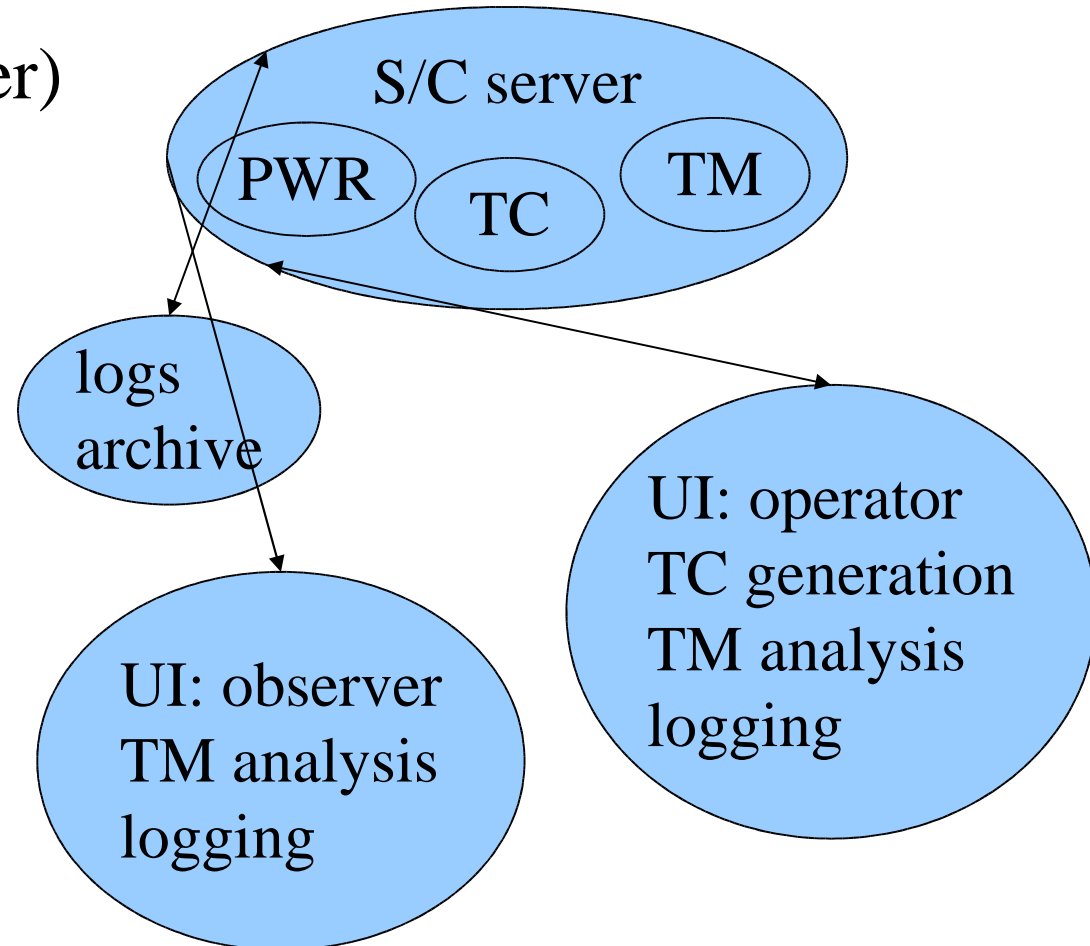 er)
S/C server
PWR
TC
TM
logs
archive
UI: operator
TC generation
TM analysis
logging
UI: observer
TM analysis
logging